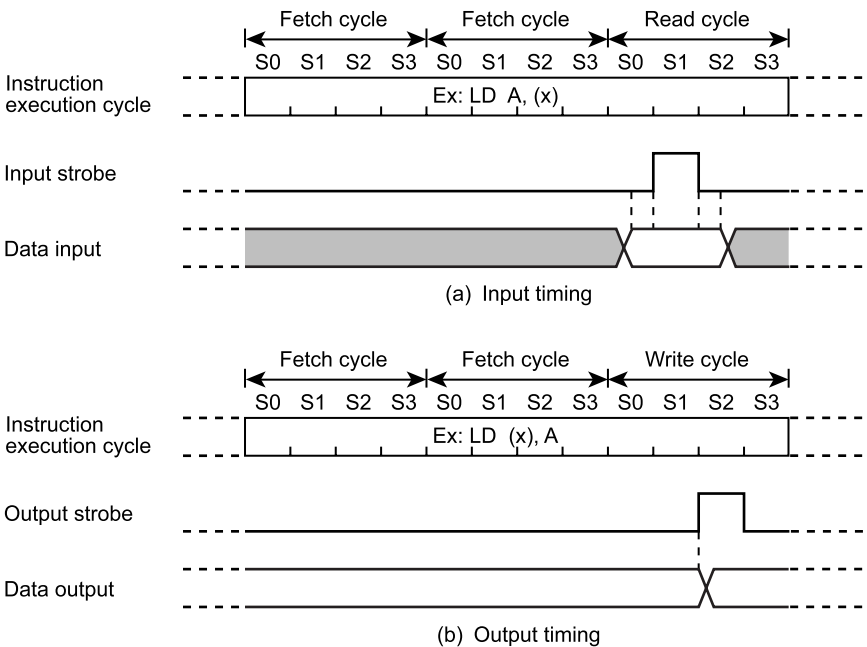 Fetch cycle Fetch cycle Read cycle
S0 S1 S2 S3 S0 S1 S2 S3 S0 S1 S2 S3
Instruction
execution cycle
Ex: LD A, (x)
Input strobe
Data input
(a) Input timing
Fetch cycle Fetch cycle Write cycle
S0 S1 S2 S3 S0 S1 S2 S3 S0 S1 S2 S3
Instruction
execution cycle
Ex: LD (x), A
Output strobe
Data output
(b) Output timing